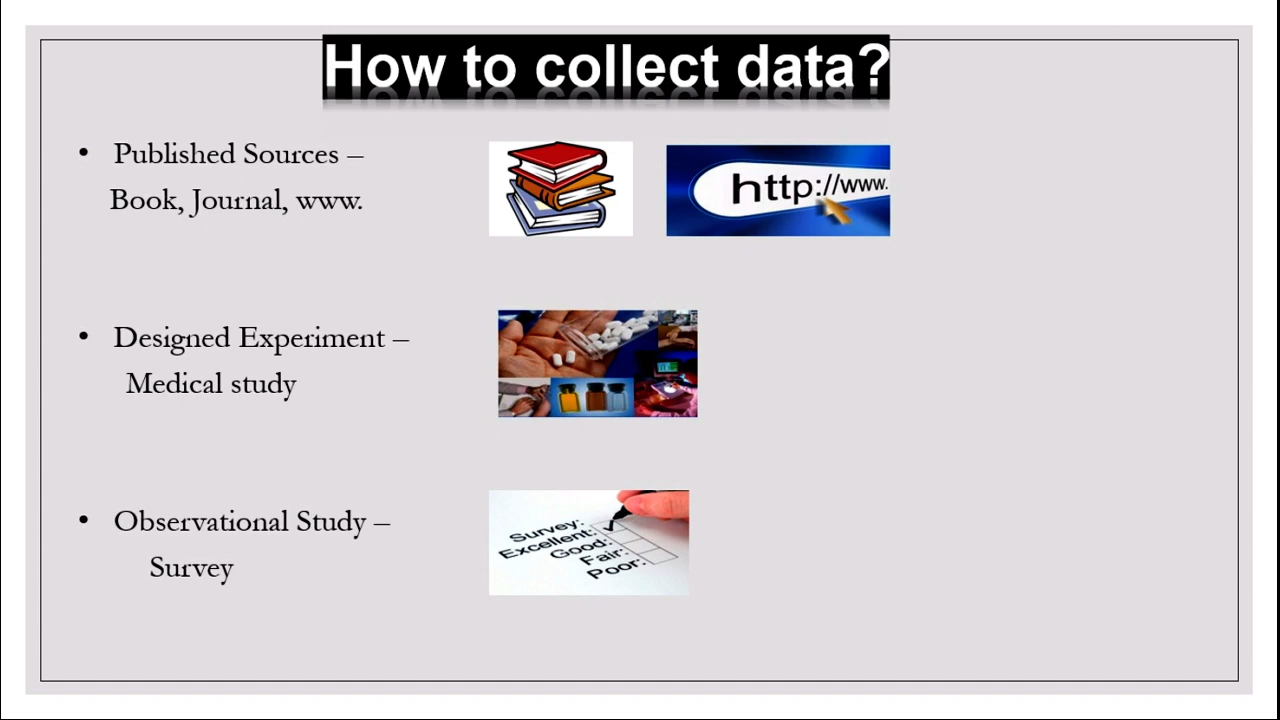 How to collect data?
• Published Sources –
Book, Journal, www.
http://www.
• Designed Experiment –
Medical study
• Observational Study –
Survey
Survey:
Excellent:
Good:
Fair:
Poor: